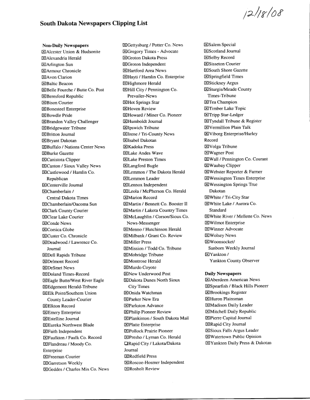 12/18/08
South Dakota Newspapers Clipping List
Non-Daily Newspapers
☒Alcester Union & Hudsonite
☒Alexandria Herald
☒Arlington Sun
☒Armour Chronicle
☒Avon Clarion
☒Baltic Beacon
☒Belle Fourche / Butte Co. Post
☒Beresford Republic
☒Bison Courier
☒Bonesteel Enterprise
☒Bowdle Pride
☒Brandon Valley Challenger
☒Bridgewater Tribune
☒Britton Journal
☒Bryant Dakotan
☒Buffalo / Nations Center News
☒Burke Gazette
☒Canistota Clipper
☒Canton / Sioux Valley News
☒Castlewood / Hamlin Co.
Republican
☒Centerville Journal
☒Chamberlain /
Central Dakota Times
☒Chamberlain/Oacoma Sun
☒Clark County Courier
☒Clear Lake Courier
☒Conde News
☒Corsica Globe
☒Custer Co. Chronicle
☒Deadwood / Lawrence Co.
Journal
☒Dell Rapids Tribune
☒Delmont Record
☒DeSmet News
☒Doland Times Record
☒Eagle Butte/West River Eagle
☒Edgemont Herald Tribune
☒Elk Point/Southern Union
County Leader-Courier
☒Elkton Record
☒Emery Enterprise
☒Estelline Journal
☒Eureka Northwest Blade
☒Faith Independent
☒Faulkton / Faulk Co. Record
☒Flandreau / Moody Co.
Enterprise
☒Freeman Courier
☒Garretson Weekly
☒Geddes / Charles Mix Co. News
☒Gettysburg / Potter Co. News
☒Gregory Times - Advocate
☒Groton Dakota Press
☒Groton Independent
☒Hartford Area News
☒Hayti / Hamlin Co. Enterprise
☒Highmore Herald
☒Hill City / Pennington Co.
Prevailer-News
☒Hot Springs Star
☒Hoven Review
☒Howard / Miner Co. Pioneer
☒Humboldt Journal
☒Ipswich Tribune
☒Irene / Tri-County News
☒Isabel Dakotan
☒Kadoka Press
☒Lake Andes Wave
☒Lake Preston Times
☒Langford Bugle
☒Lemmon / The Dakota Herald
☒Lemmon Leader
☒Lennox Independent
☒Leola / McPherson Co. Herald
☒Marion Record
☒Martin / Bennett Co. Booster II
☒Martin / Lakota County Times
☒McLaughlin / Corson/Sioux Co.
News-Messenger
☒Menno / Hutchinson Herald
☒Milbank / Grant Co. Review
☒Miller Press
☒Mission / Todd Co. Tribune
☒Mobridge Tribune
☒Montrose Herald
☒Murdo Coyote
☒New Underwood Post
☒Dakota Dunes North Sioux
City Times
☒Onida Watchman
☒Parker New Era
☒Parkston Advance
☒Philip Pioneer Review
☒Plankinton / South Dakota Mail
☒Platte Enterprise
☒Pollock Prairie Pioneer
☒Presho / Lyman Co. Herald
☐Rapid City / Lakota/Dakota
Journal
☒Redfield Press
☒Roscoe-Hosmer Independent
☒Rosholt Review
☒Salem Special
☒Scotland Journal
☒Selby Record
☒Sisseton Courier
☒South Shore Gazette
☒Springfield Times
☒Stickney Argus
☒Sturgis/Meade County
Times-Tribune
☒Tea Champion
☒Timber Lake Topic
☒Tripp Star Ledger
☒Tyndall Tribune & Register
☒Vermillion Plain Talk
☒Viborg Enterprise/Hurley
Record
☒Volga Tribune
☒Wagner Post
☒Wall / Pennington Co. Courant
☒Waubay Clipper
☒Webster Reporter & Farmer
☒Wessington Times Enterprise
☒Wessington Springs True
Dakotan
☒White / Tri-City Star
☒White Lake / Aurora Co.
Standard
☒White River / Mellette Co. News
☒Wilmot Enterprise
☒Winner Advocate
☒Wolsey News
☒Woonsocket/
Sanborn Weekly Journal
☒Yankton /
Yankton County Observer
Daily Newspapers
☒Aberdeen American News
☒Spearfish / Black Hills Pioneer
☒Brookings Register
☒Huron Plainsman
☒Madison Daily Leader
☒Mitchell Daily Republic
☒Pierre Capital Journal
☒Rapid City Journal
☒Sioux Falls Argus Leader
☒Watertown Public Opinion
☒Yankton Daily Press & Dakotan